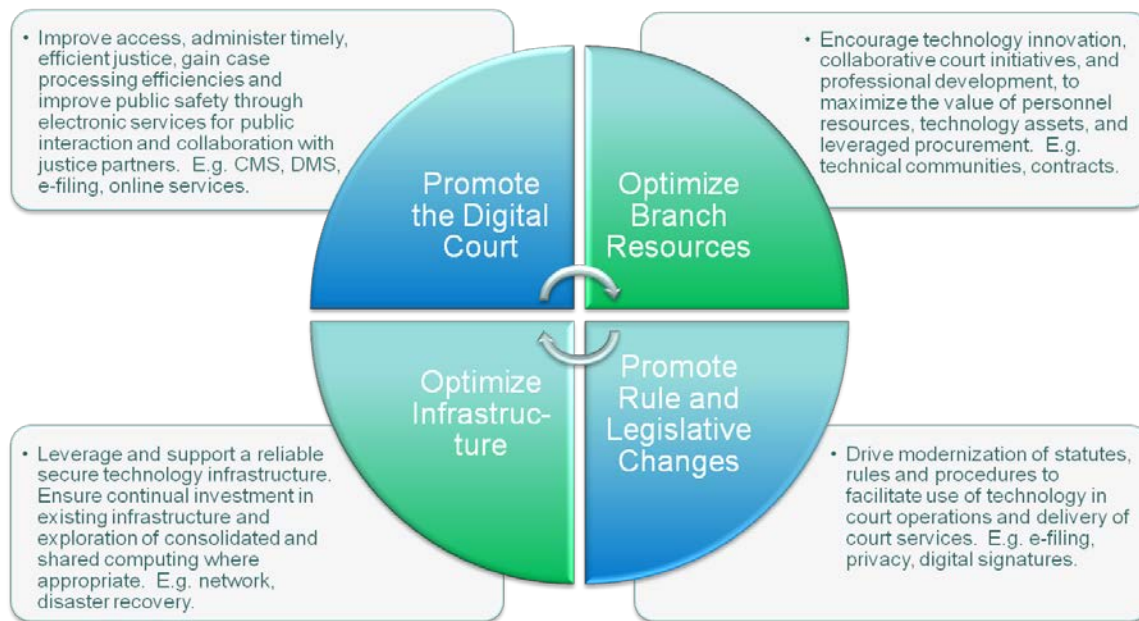 • Improve access, administer timely,
efficient justice, gain case
processing efficiencies and
improve public safety through
electronic services for public
interaction and collaboration with
justice partners. E.g. CMS, DMS,
e-filing, online services.
• Encourage technology innovation,
collaborative court initiatives, and
professional development, to
maximize the value of personnel
resources, technology assets, and
leveraged procurement. E.g.
technical communities, contracts.
Promote
the Digital
Court
Optimize
Branch
Resources
Optimize
Infrastruc-
ture
Promote
Rule and
Legislative
Changes
• Leverage and support a reliable
secure technology infrastructure.
Ensure continual investment in
existing infrastructure and
exploration of consolidated and
shared computing where
appropriate. E.g. network,
disaster recovery.
• Drive modernization of statutes,
rules and procedures to
facilitate use of technology in
court operations and delivery of
court services. E.g. e-filing,
privacy, digital signatures.